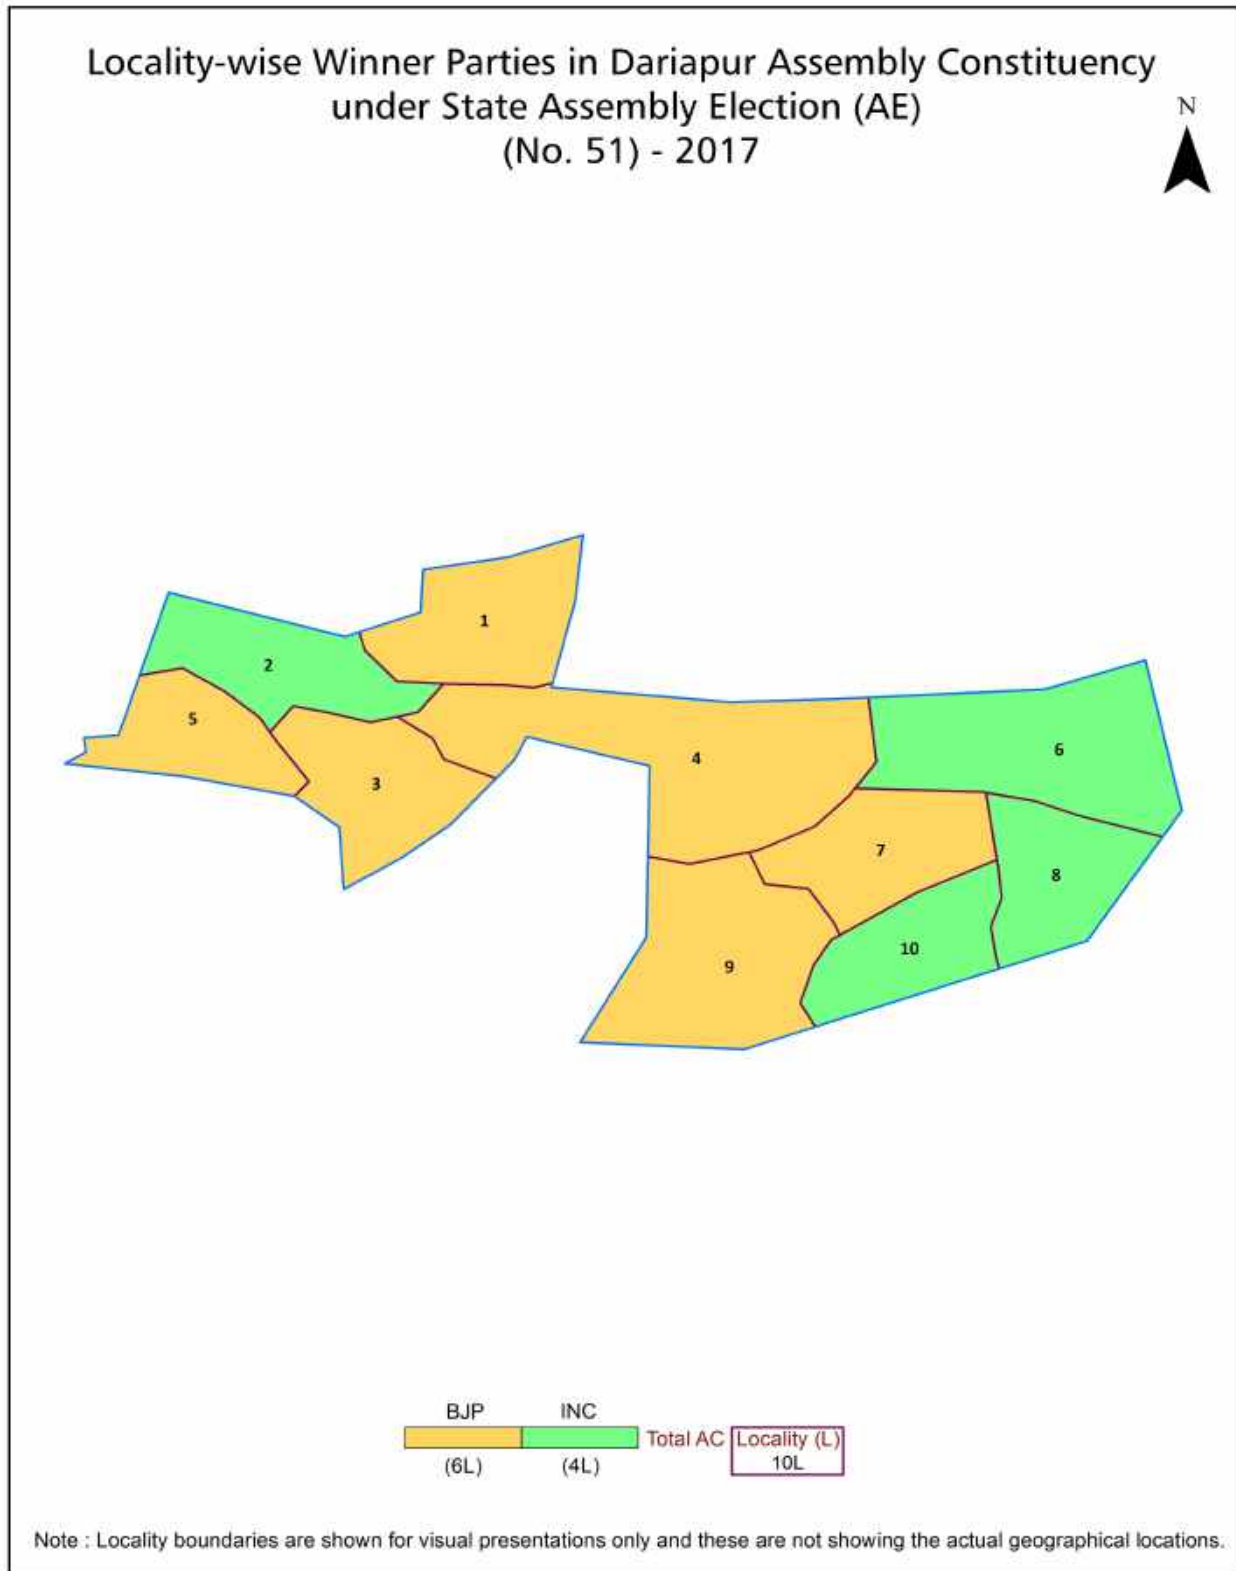 Locality-wise Winner Parties in Dariapur Assembly Constituency
under State Assembly Election (AE)
(No. 51) - 2017
N
1
2
5
4
6
3
7
8
10
9
BJP INC
Total AC Locality (L)
(6L) (4L) 10L
Note : Locality boundaries are shown for visual presentations only and these are not showing the actual geographical locations.